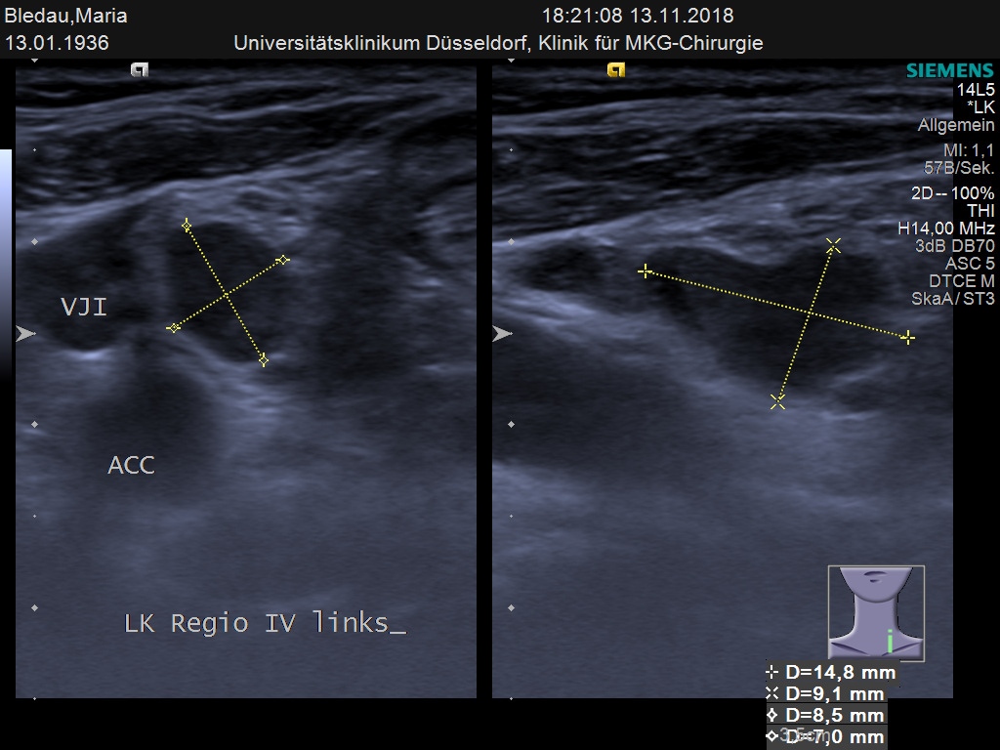 Bledau,Maria
18:21:08 13.11.2018
13.01.1936
Universitätsklinikum Düsseldorf, Klinik für MKG-Chirurgie
SIEMENS
14L5
*LK
Allgemein
MI: 1,1
57B/Sek.
2D-- 100%
THI
H14,00 MHz
3dB DB70
ASC 5
DTCE M
SkaA / ST3
VJI
ACC
LK Regio IV links_
D=14,8 mm
D=9,1 mm
D=8,5 mm
D=7,0 mm
3,5cm